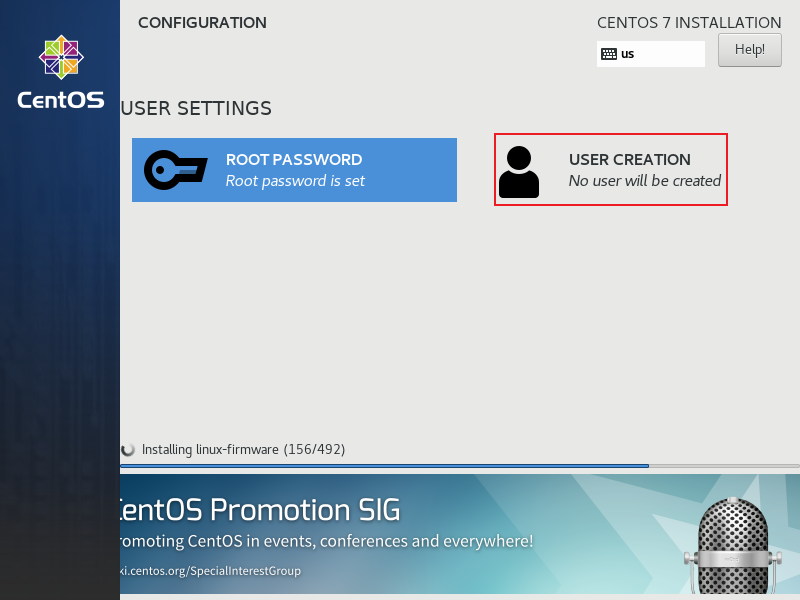 CONFIGURATION
CENTOS 7 INSTALLATION
us
Help!
CentOS
USER SETTINGS
ROOT PASSWORD
Root password is set
USER CREATION
No user will be created
Installing linux-firmware (156/492)
entOS Promotion SIG
romoting CentOS in events, conferences and everywhere!
ki.centos.org/SpecialInterestGroup